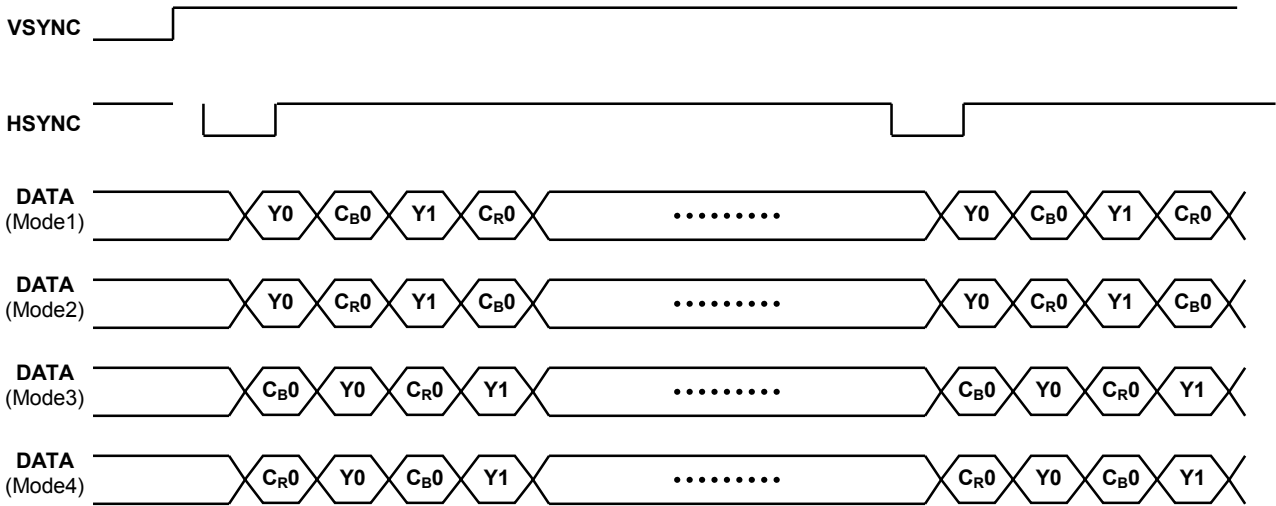 VSYNC
HSYNC
DATA
(Mode1)
Y0 CB0 Y1 CR0 ......... Y0 CB0 Y1 CR0
DATA
(Mode2)
Y0 CR0 Y1 CB0 ......... Y0 CR0 Y1 CB0
DATA
(Mode3)
CB0 Y0 CR0 Y1 ......... CB0 Y0 CR0 Y1
DATA
(Mode4)
CR0 Y0 CB0 Y1 ......... CR0 Y0 CB0 Y1